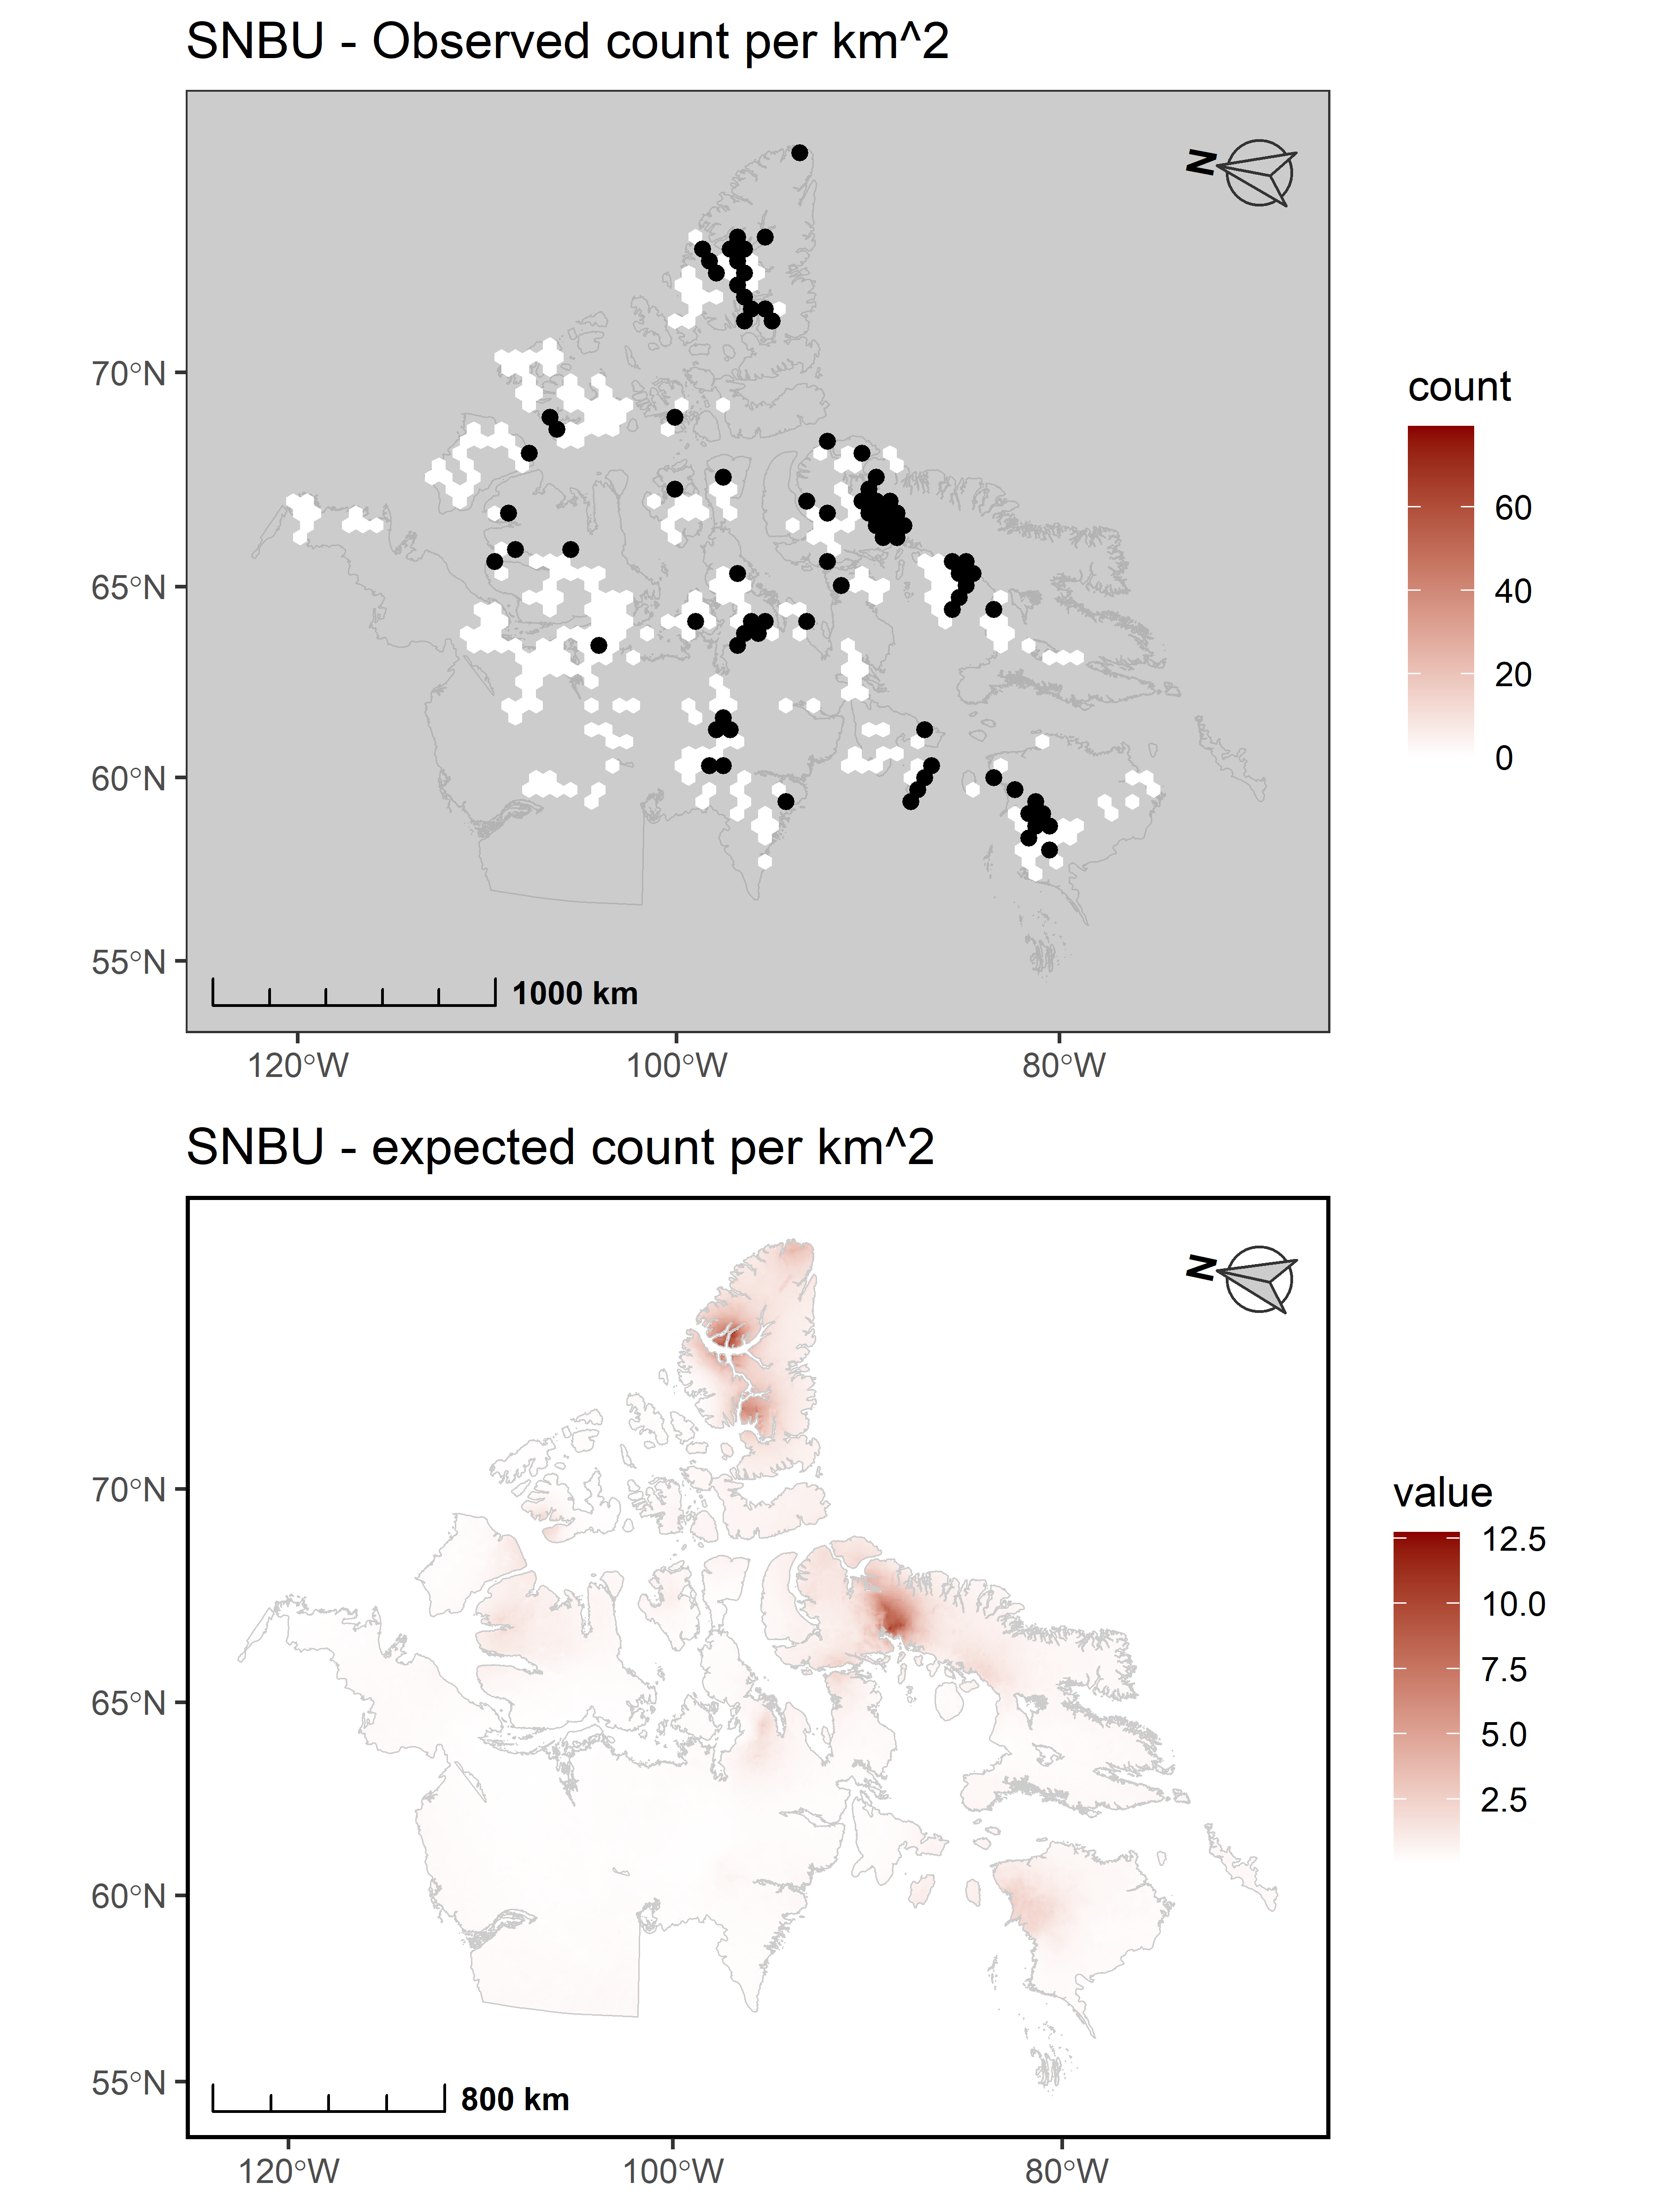 SNBU - Observed count per km^2
N
70°N
65°N
60°N
55°N
1000 km
120°W
100°W
80°W
count
60
40
20
0
SNBU - expected count per km^2
N
70°N
65°N
60°N
55°N
800 km
120°W
100°W
80°W
value
12.5
10.0
7.5
5.0
2.5